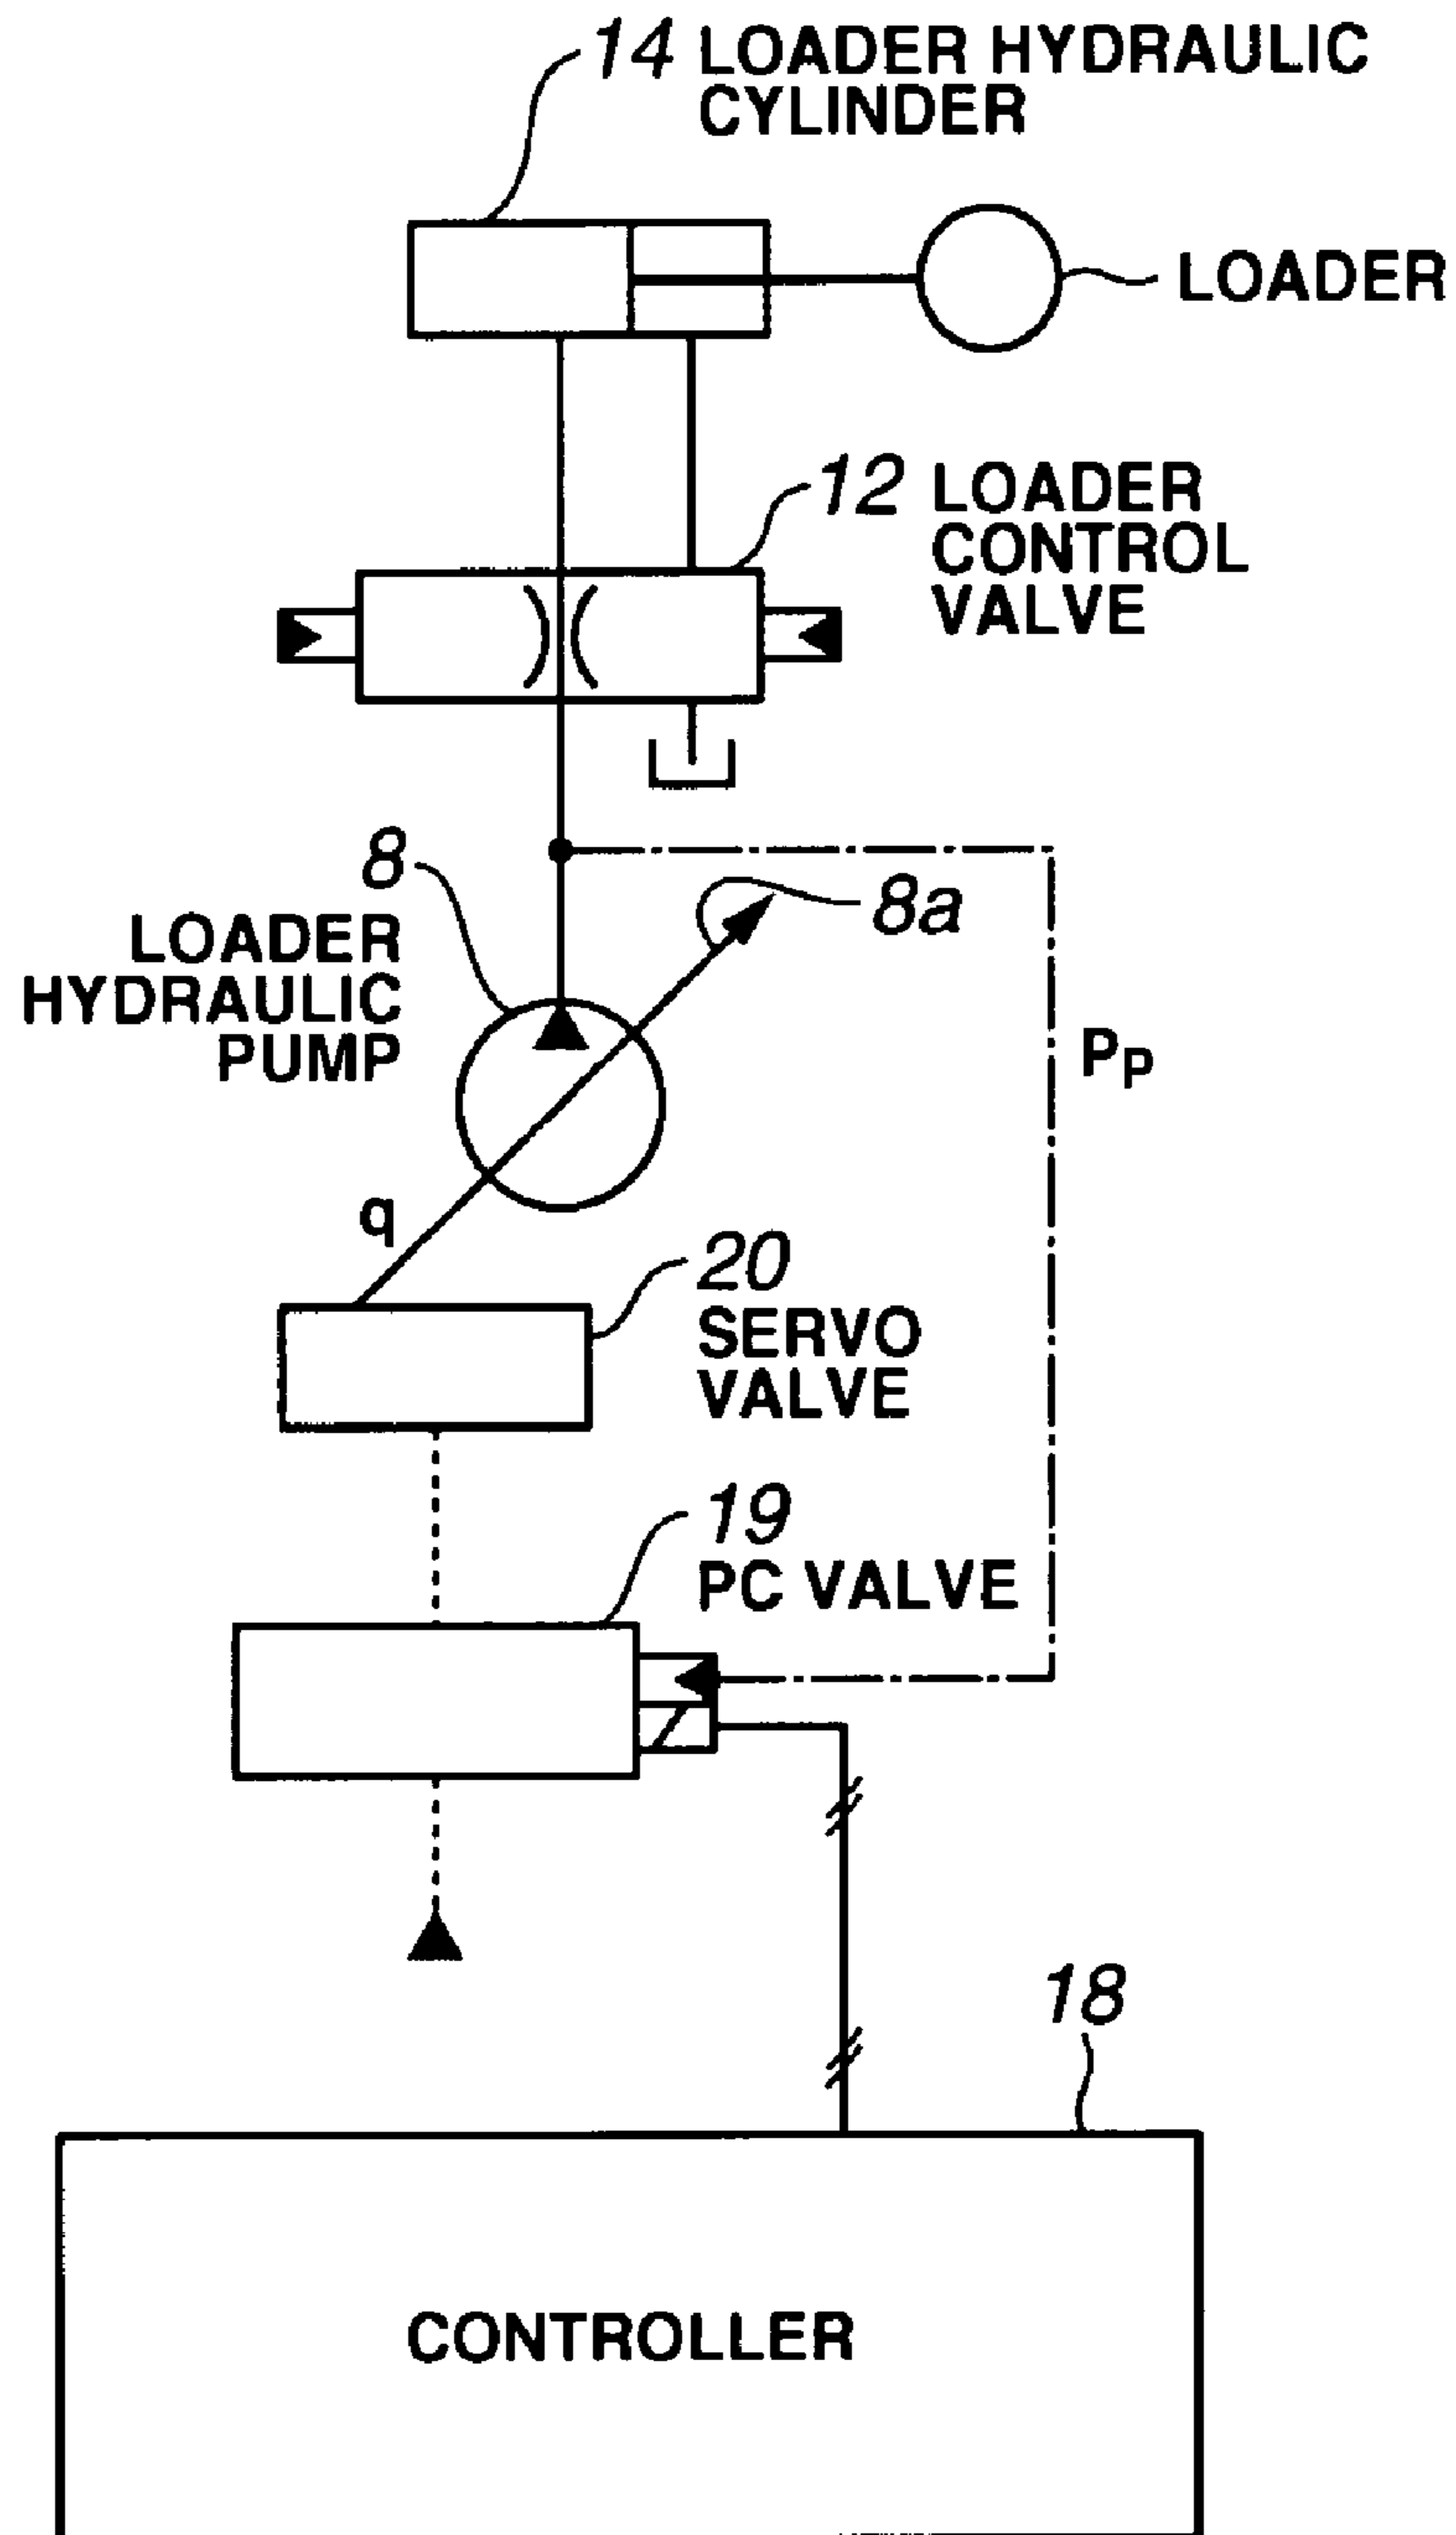 14 LOADER HYDRAULIC
CYLINDER
LOADER
12 LOADER
CONTROL
VALVE
8
LOADER
HYDRAULIC
PUMP
8a
PP
q
20
SERVO
VALVE
19
PC VALVE
18
CONTROLLER